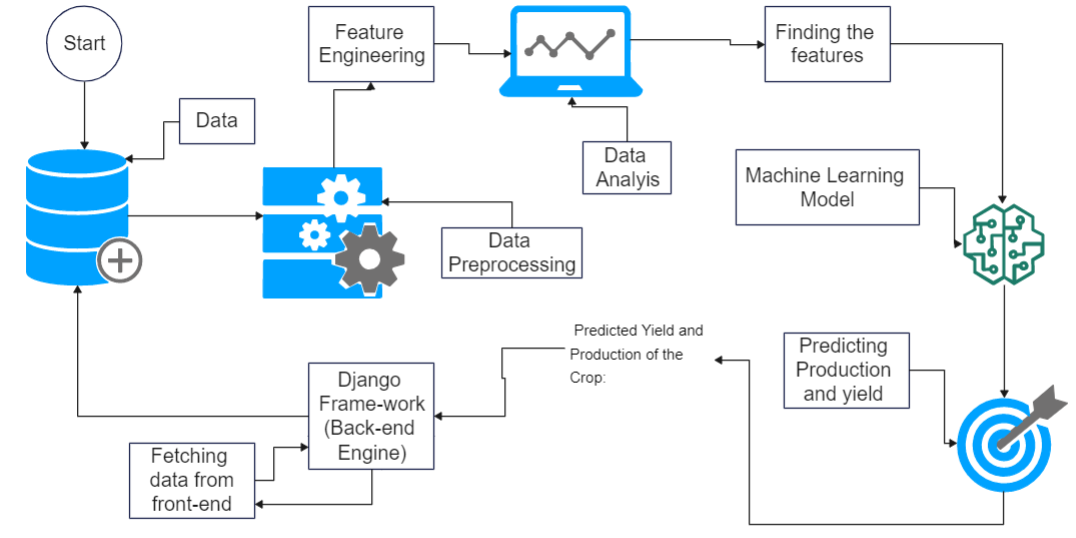 Start
Data
Feature
Engineering
Finding the
features
Data
Analyis
Data
Preprocessing
Machine Learning
Model
Predicting
Production
and yield
Predicted Yield and
Production of the
Crop:
Django
Frame-work
(Back-end
Engine)
Fetching
data from
front-end